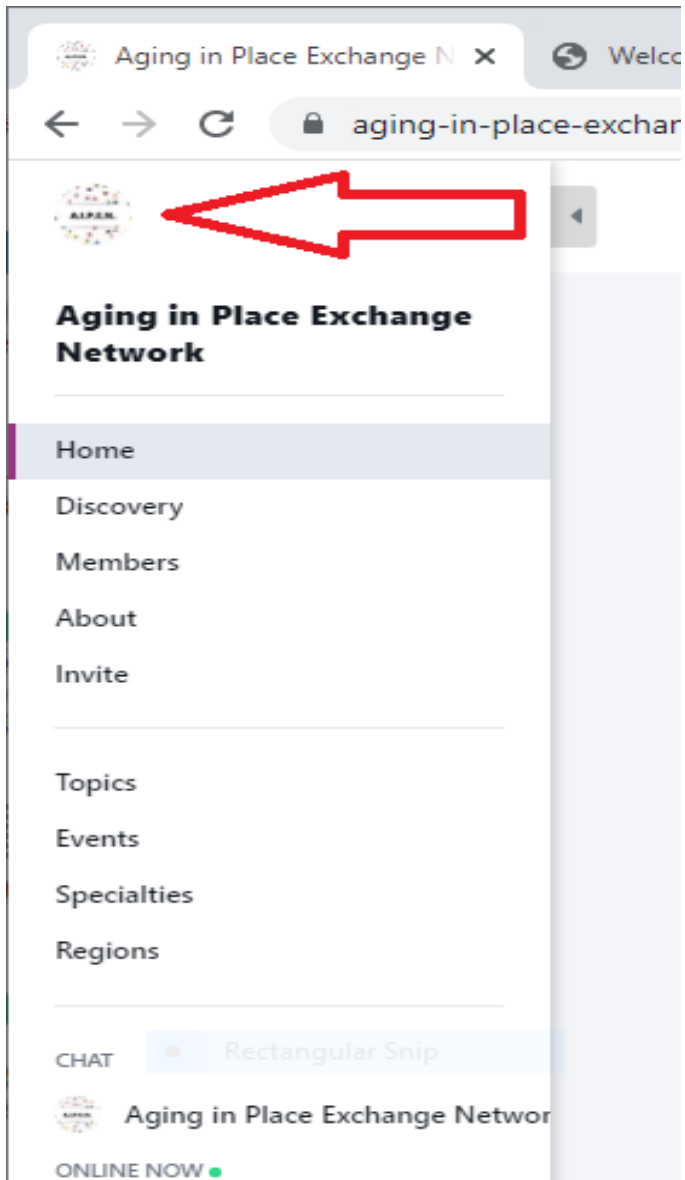 Aging in Place Exchange N
Welco
aging-in-place-exchan
A.I.P.E.N.
Aging in Place Exchange
Network
Home
Discovery
Members
About
Invite
Topics
Events
Specialties
Regions
Rectangular Snip
CHAT
Aging in Place Exchange Networ
ONLINE NOW